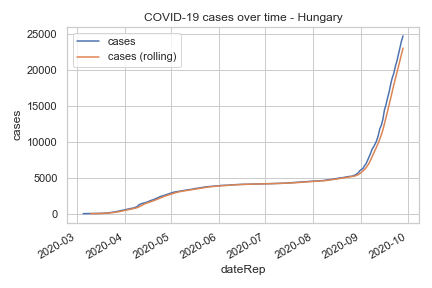 COVID-19 cases over time - Hungary
cases
cases (rolling)
25000
20000
15000
10000
5000
0
cases
2020-03
2020-04
2020-05
2020-06
2020-07
2020-08
2020-09
2020-10
dateRep